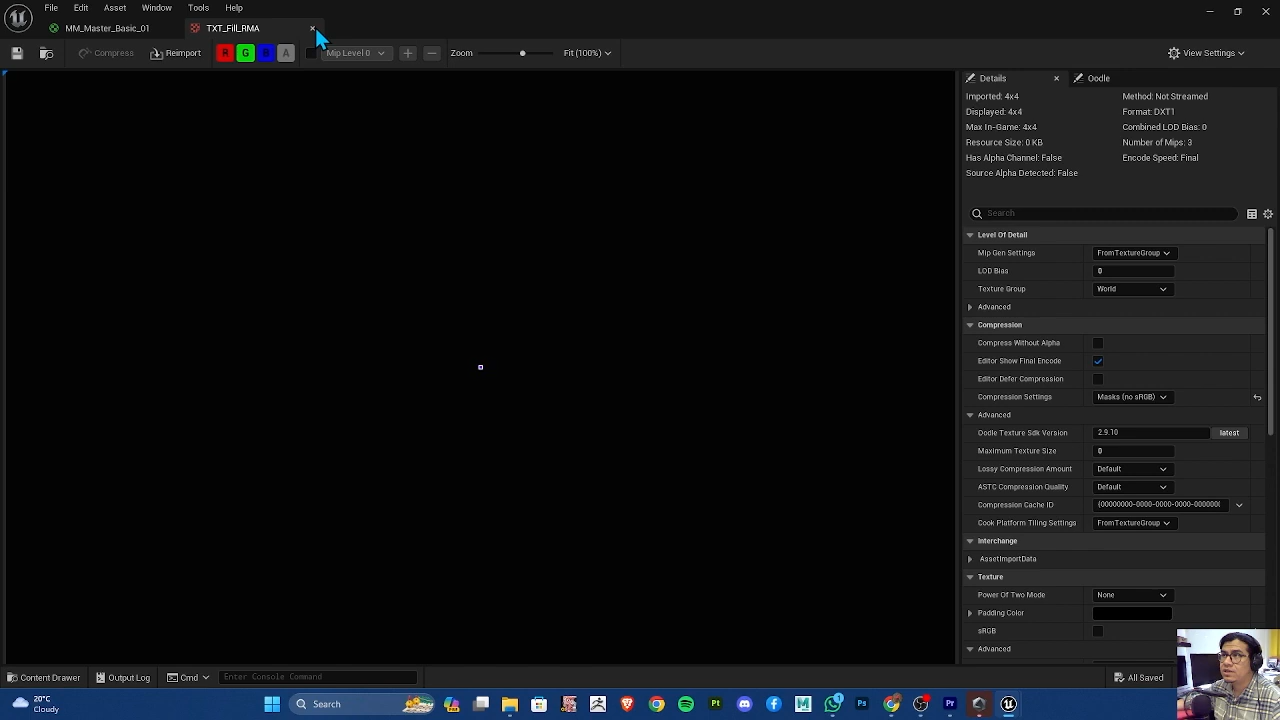 File Edit Asset Window Tools Help
MM_Master_Basic_01 TXT_Fill_RMA
Compress Reimport R G B A Mip Level 0 Zoom Fit (100%) View Settings
Details Oodle
Imported: 4x4 Method: Not Streamed
Displayed: 4x4 Format: DXT1
Max In-Game: 4x4 Combined LOD Bias: 0
Resource Size: 0 KB Number of Mips: 3
Has Alpha Channel: False Encode Speed: Final
Source Alpha Detected: False
Search
Level Of Detail
Mip Gen Settings FromTextureGroup
LOD Bias 0
Texture Group World
Advanced
Compression
Compress Without Alpha
Editor Show Final Encode
Editor Defer Compression
Compression Settings Masks (no sRGB)
Advanced
Oodle Texture Sdk Version 2.9.10 latest
Maximum Texture Size 0
Lossy Compression Amount Default
ASTC Compression Quality Default
Compression Cache ID {00000000-0000-0000-0000-0000000(
Cook Platform Tiling Settings FromTextureGroup
Interchange
AssetImportData
Texture
Power Of Two Mode None
Padding Color
sRGB
Advanced
Content Drawer Output Log Cmd Enter Console Command All Saved
20°C
Cloudy
Search